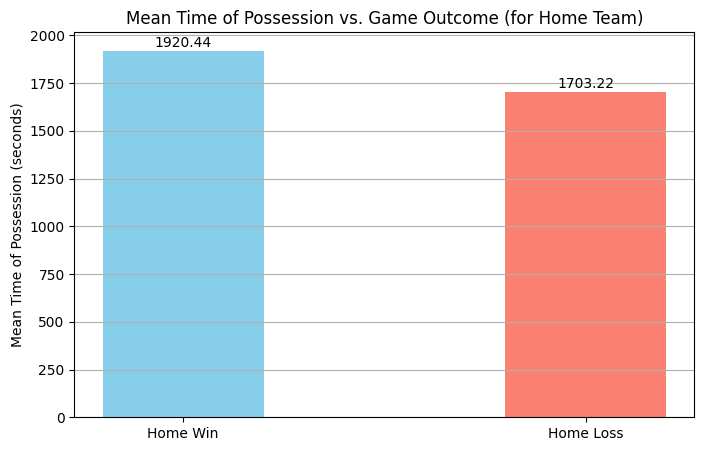 Mean Time of Possession vs. Game Outcome (for Home Team)
Mean Time of Possession (seconds)
2000
1750
1500
1250
1000
750
500
250
0
1920.44
1703.22
Home Win
Home Loss